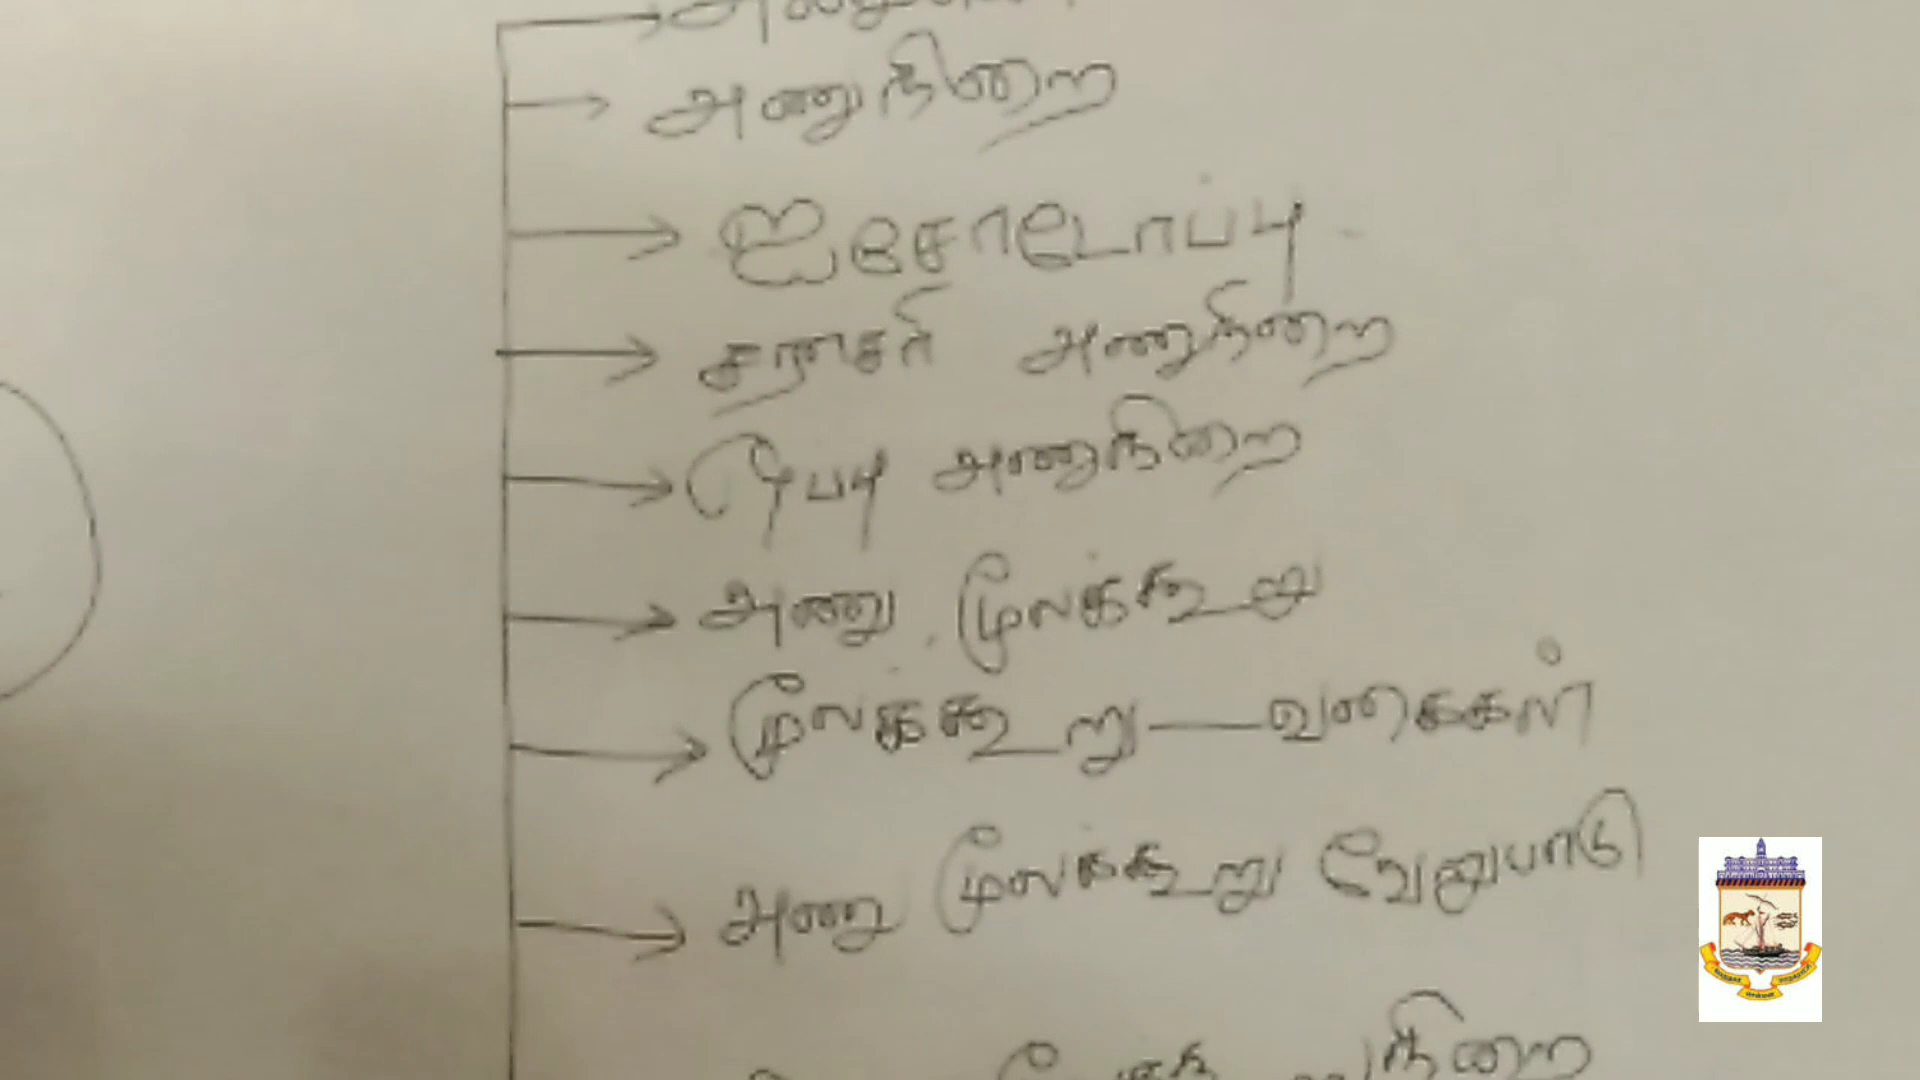 அணுநிறை
ஐசோடோப்பு
சராசரி அணுநிறை
ஒப்பு அணுநிறை
அணு மூலக்கூறு
மூலக்கூறு — வகைகள்
அணு மூலக்கூறு வேறுபாடு